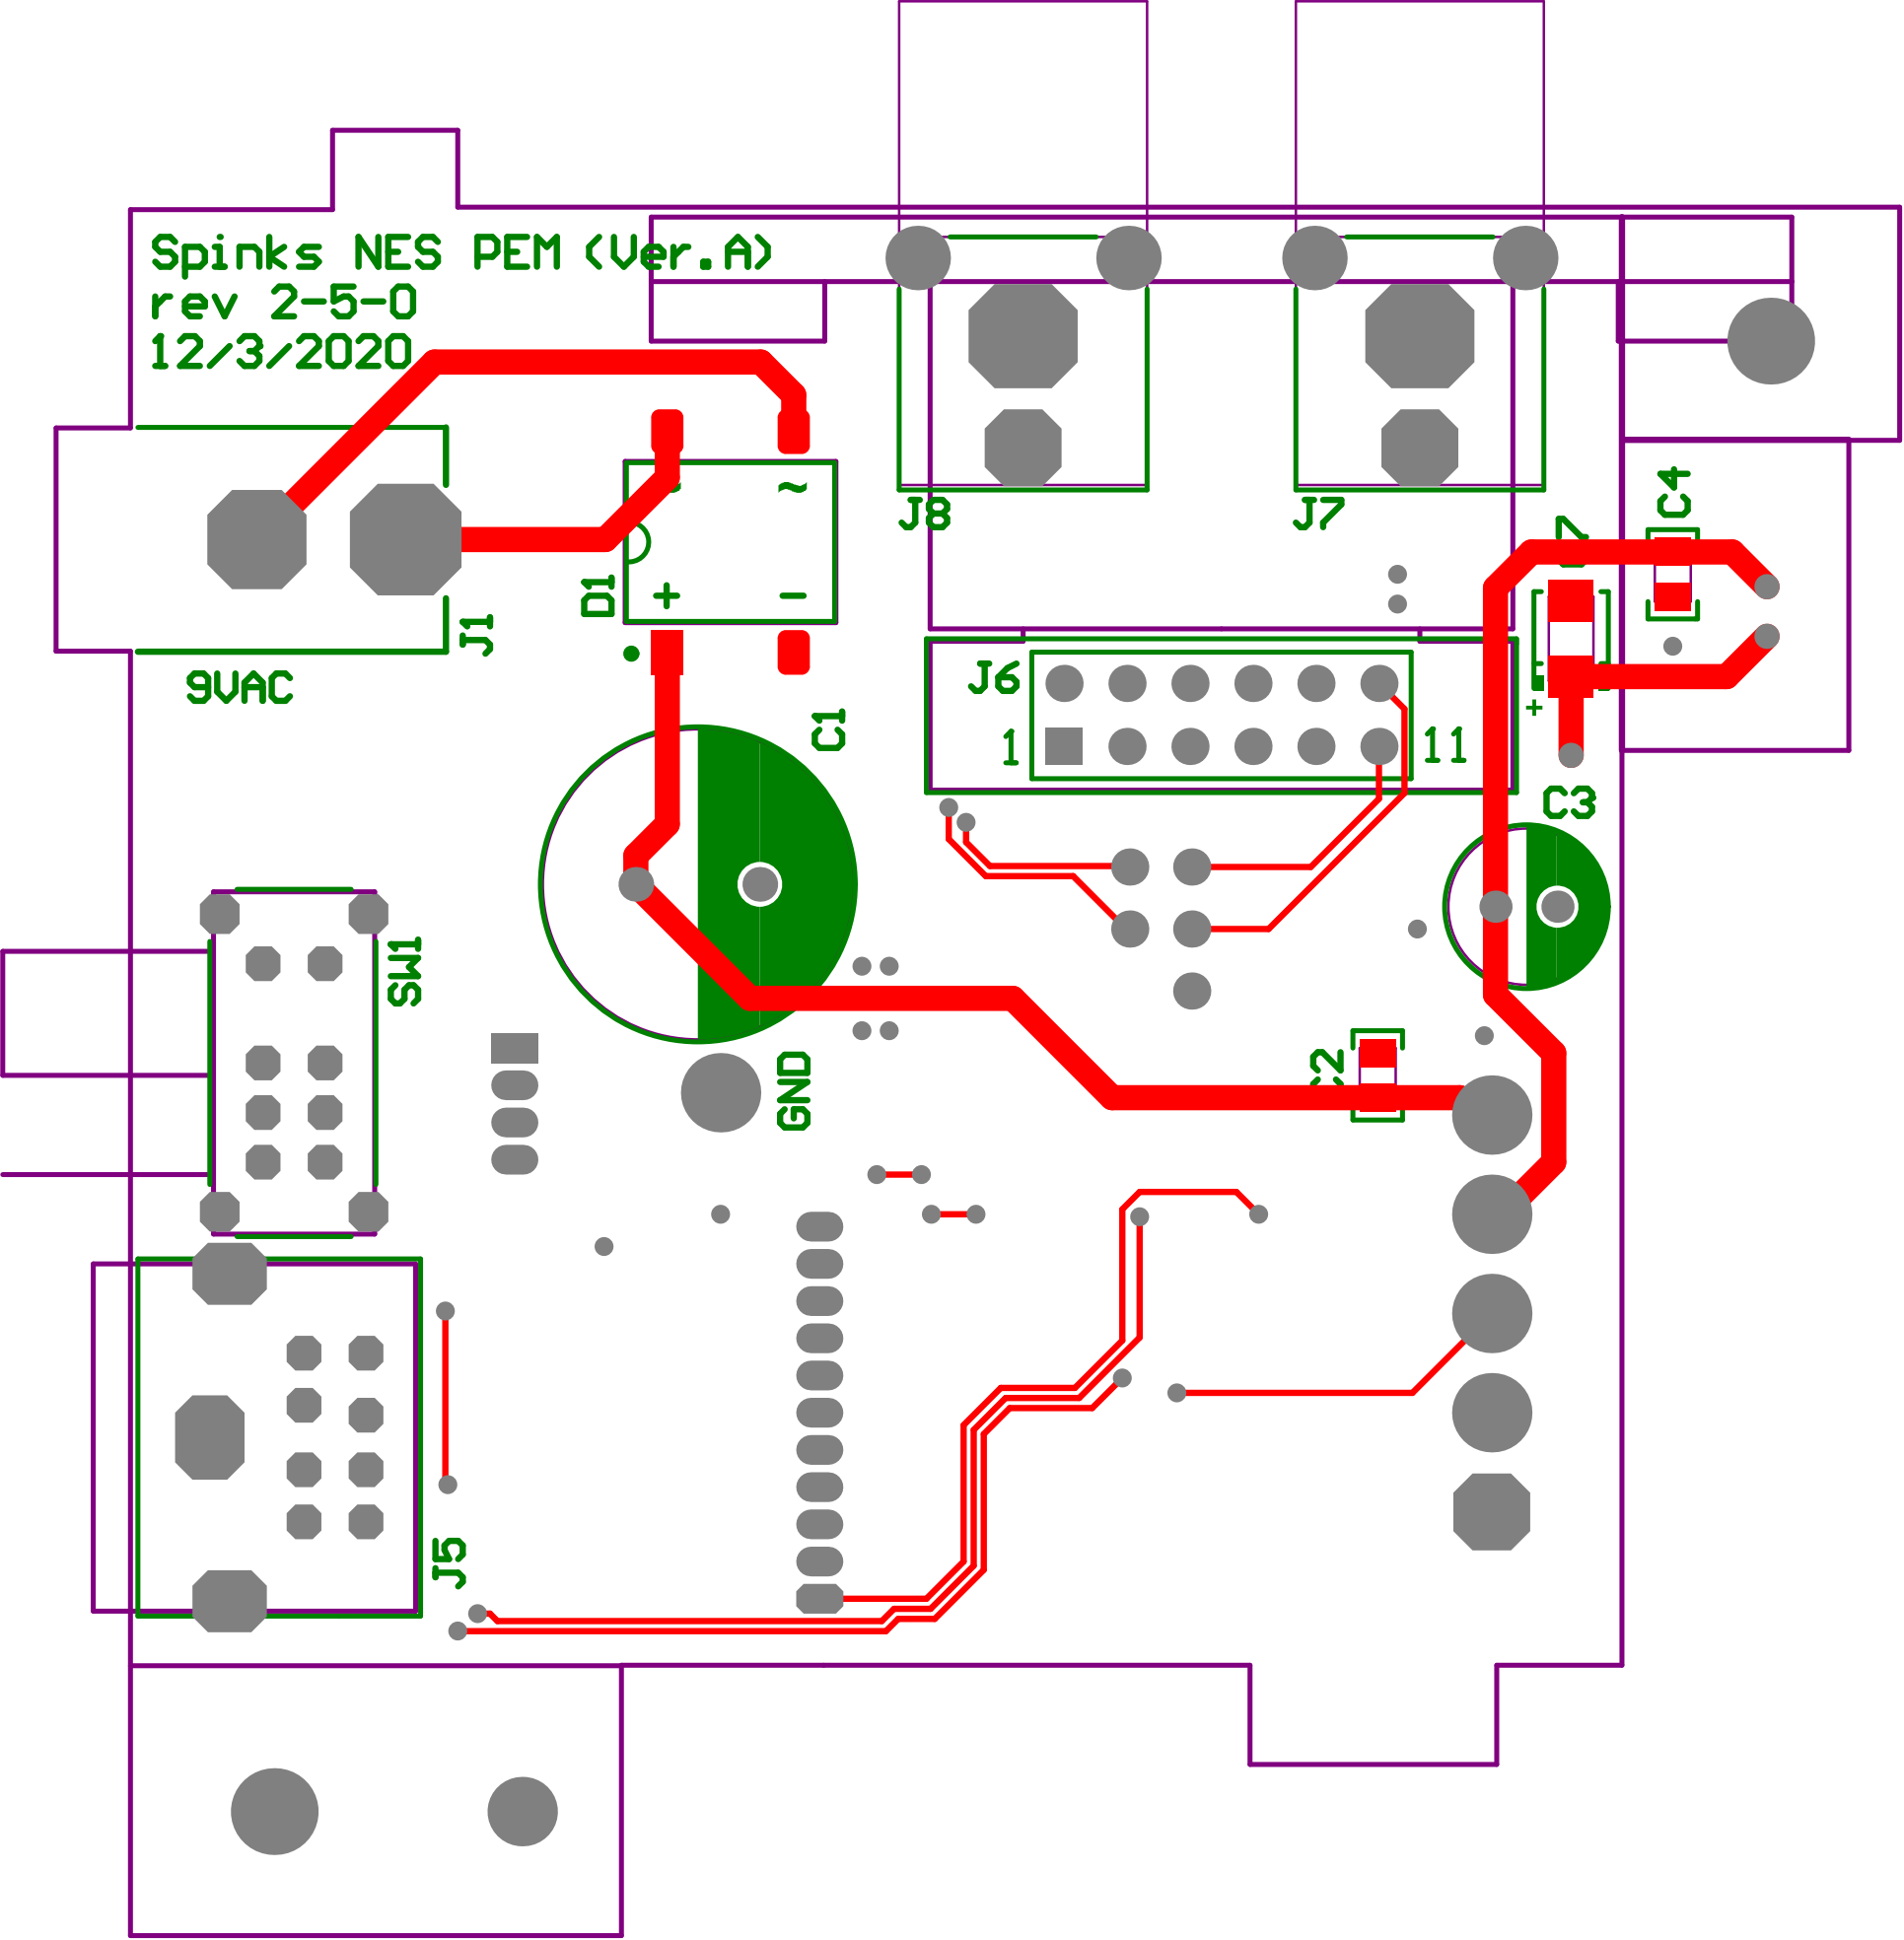 Spinks NES PEM (Ver.A)
rev 2-5-0
12/3/2020
J8
J7
C4
~
D1
+
-
J1
9VAC
J6
1
11
+
C1
C3
SW1
GND
J5